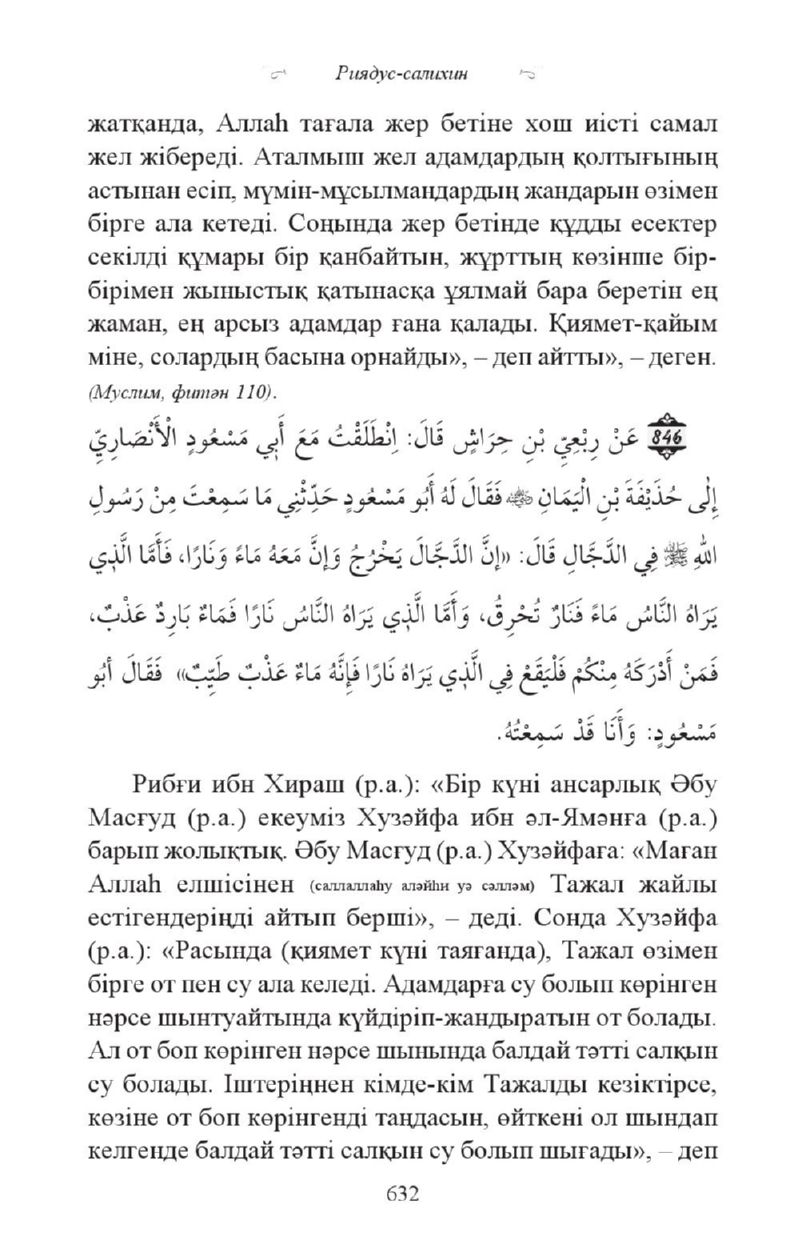 Риядус-салихин
жатқанда, Аллаһ тағала жер бетіне хош иісті самал
жел жібереді. Аталмыш жел адамдардың қолтығының
астынан есіп, мүмін-мұсылмандардың жандарын өзімен
бірге ала кетеді. Соңында жер бетінде құдды есектер
секілді құмары бір қанбайтын, жұрттың көзінше бір-
бірімен жыныстық қатынасқа ұялмай бара беретін ең
жаман, ең арсыз адамдар ғана қалады. Қиямет-қайым
міне, солардың басына орнайды», – деп айтты», – деген.
(Муслим, фитән 110).
846 عَنْ رِبْعِيِّ بْنِ حِرَاشٍ قَالَ: اِنْطَلَقْتُ مَعَ أَبِي مَسْعُودٍ الْأَنْصَارِيِّ
إِلَى حُذَيْفَةَ بْنِ الْيَمَانِ ﵁ فَقَالَ لَهُ أَبُو مَسْعُودٍ حَدِّثْنِي مَا سَمِعْتَ مِنْ رَسُولِ
اللهِ ﷺ فِي الدَّجَّالِ قَالَ: «إِنَّ الدَّجَّالَ يَخْرُجُ وَإِنَّ مَعَهُ مَاءً وَنَارًا، فَأَمَّا الَّذِي
يَرَاهُ النَّاسُ مَاءً فَنَارٌ تُحْرِقُ، وَأَمَّا الَّذِي يَرَاهُ النَّاسُ نَارًا فَمَاءٌ بَارِدٌ عَذْبٌ،
فَمَنْ أَدْرَكَهُ مِنْكُمْ فَلْيَقَعْ فِي الَّذِي يَرَاهُ نَارًا فَإِنَّهُ مَاءٌ عَذْبٌ طَيِّبٌ» فَقَالَ أَبُو
مَسْعُودٍ: وَأَنَا قَدْ سَمِعْتُهُ.
Рибғи ибн Хираш (р.а.): «Бір күні ансарлық Әбу
Масғуд (р.а.) екеуміз Хузәйфа ибн әл-Ямәнға (р.а.)
барып жолықтық. Әбу Масғуд (р.а.) Хузәйфаға: «Маған
Аллаһ елшісінен (саллаллаһу аләйһи уә сәлләм) Тажал жайлы
естігендеріңді айтып берші», – деді. Сонда Хузәйфа
(р.а.): «Расында (қиямет күні таяғанда), Тажал өзімен
бірге от пен су ала келеді. Адамдарға су болып көрінген
нәрсе шынтуайтында күйдіріп-жандыратын от болады.
Ал от боп көрінген нәрсе шынында балдай тәтті салқын
су болады. Іштеріңнен кімде-кім Тажалды кезіктірсе,
көзіне от боп көрінгенді таңдасын, өйткені ол шындап
келгенде балдай тәтті салқын су болып шығады», – деп
632